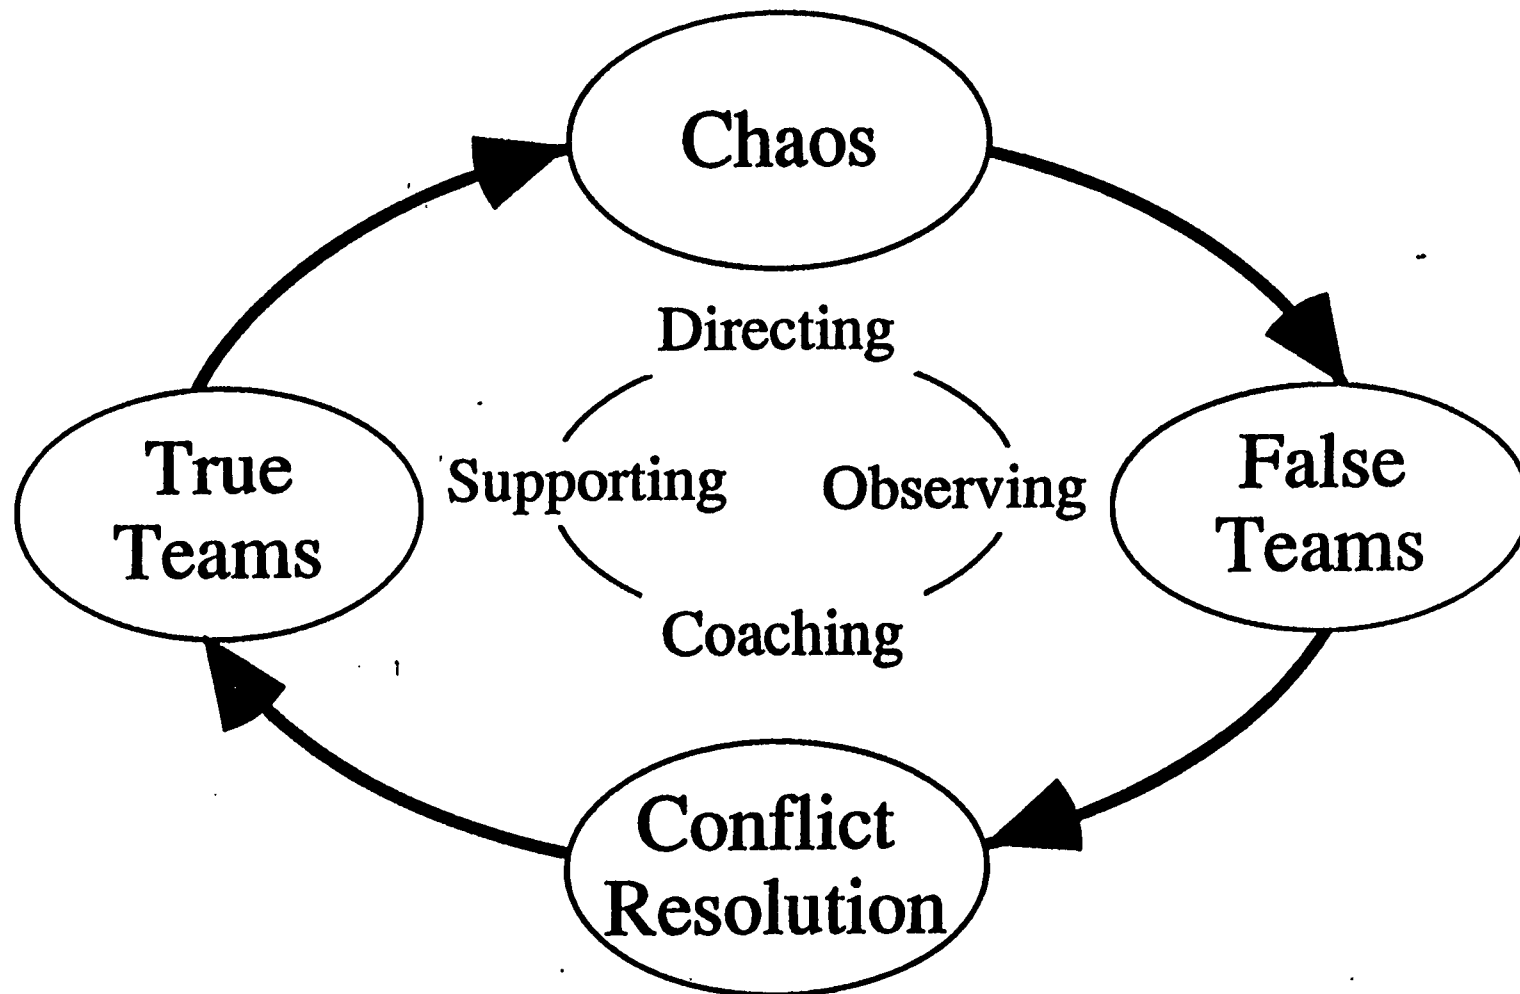 Chaos
Directing
True
Teams
Supporting
Observing
False
Teams
Coaching
Conflict
Resolution